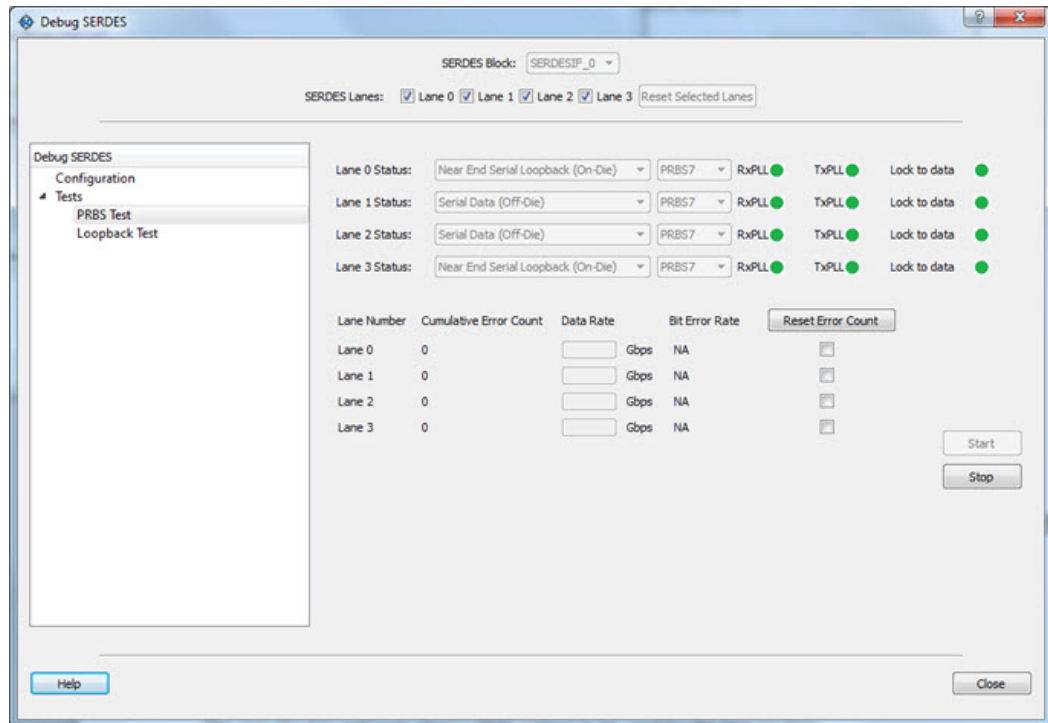 Debug SERDES
?
SERDES Block: SERDESIF_0
SERDES Lanes: Lane 0 Lane 1 Lane 2 Lane 3 Reset Selected Lanes
Debug SERDES
Configuration
Tests
PRBS Test
Loopback Test
Lane 0 Status: Near End Serial Loopback (On-Die) PRBS7 RxPLL TxPLL Lock to data
Lane 1 Status: Serial Data (Off-Die) PRBS7 RxPLL TxPLL Lock to data
Lane 2 Status: Serial Data (Off-Die) PRBS7 RxPLL TxPLL Lock to data
Lane 3 Status: Near End Serial Loopback (On-Die) PRBS7 RxPLL TxPLL Lock to data
Lane Number Cumulative Error Count Data Rate Bit Error Rate Reset Error Count
Lane 0 0 Gbps NA
Lane 1 0 Gbps NA
Lane 2 0 Gbps NA
Lane 3 0 Gbps NA
Start
Stop
Help Close